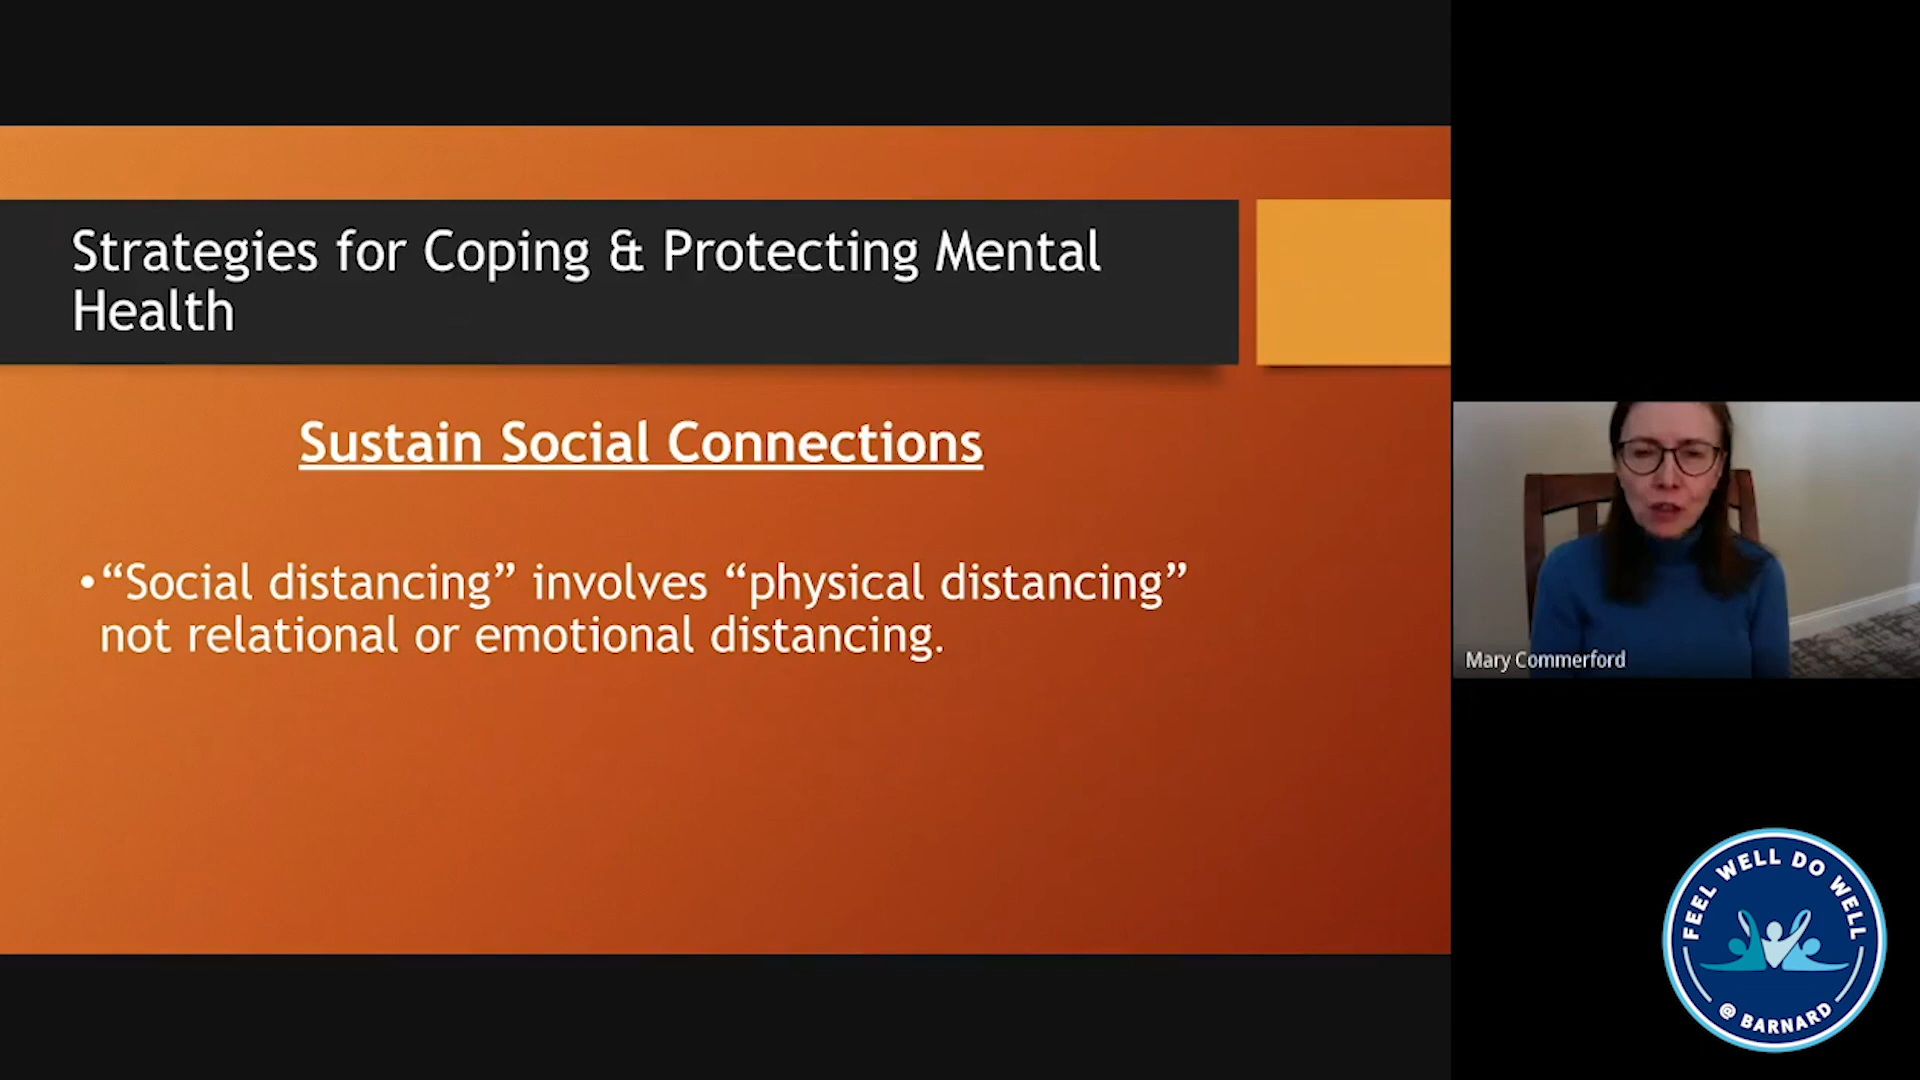 Strategies for Coping & Protecting Mental
Health
Sustain Social Connections
•“Social distancing” involves “physical distancing”
not relational or emotional distancing.
Mary Commerford
FEEL WELL DO WELL
@ BARNARD